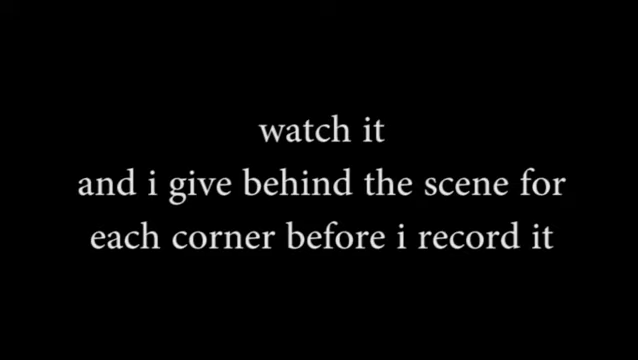 watch it
and i give behind the scene for
each corner before i record it